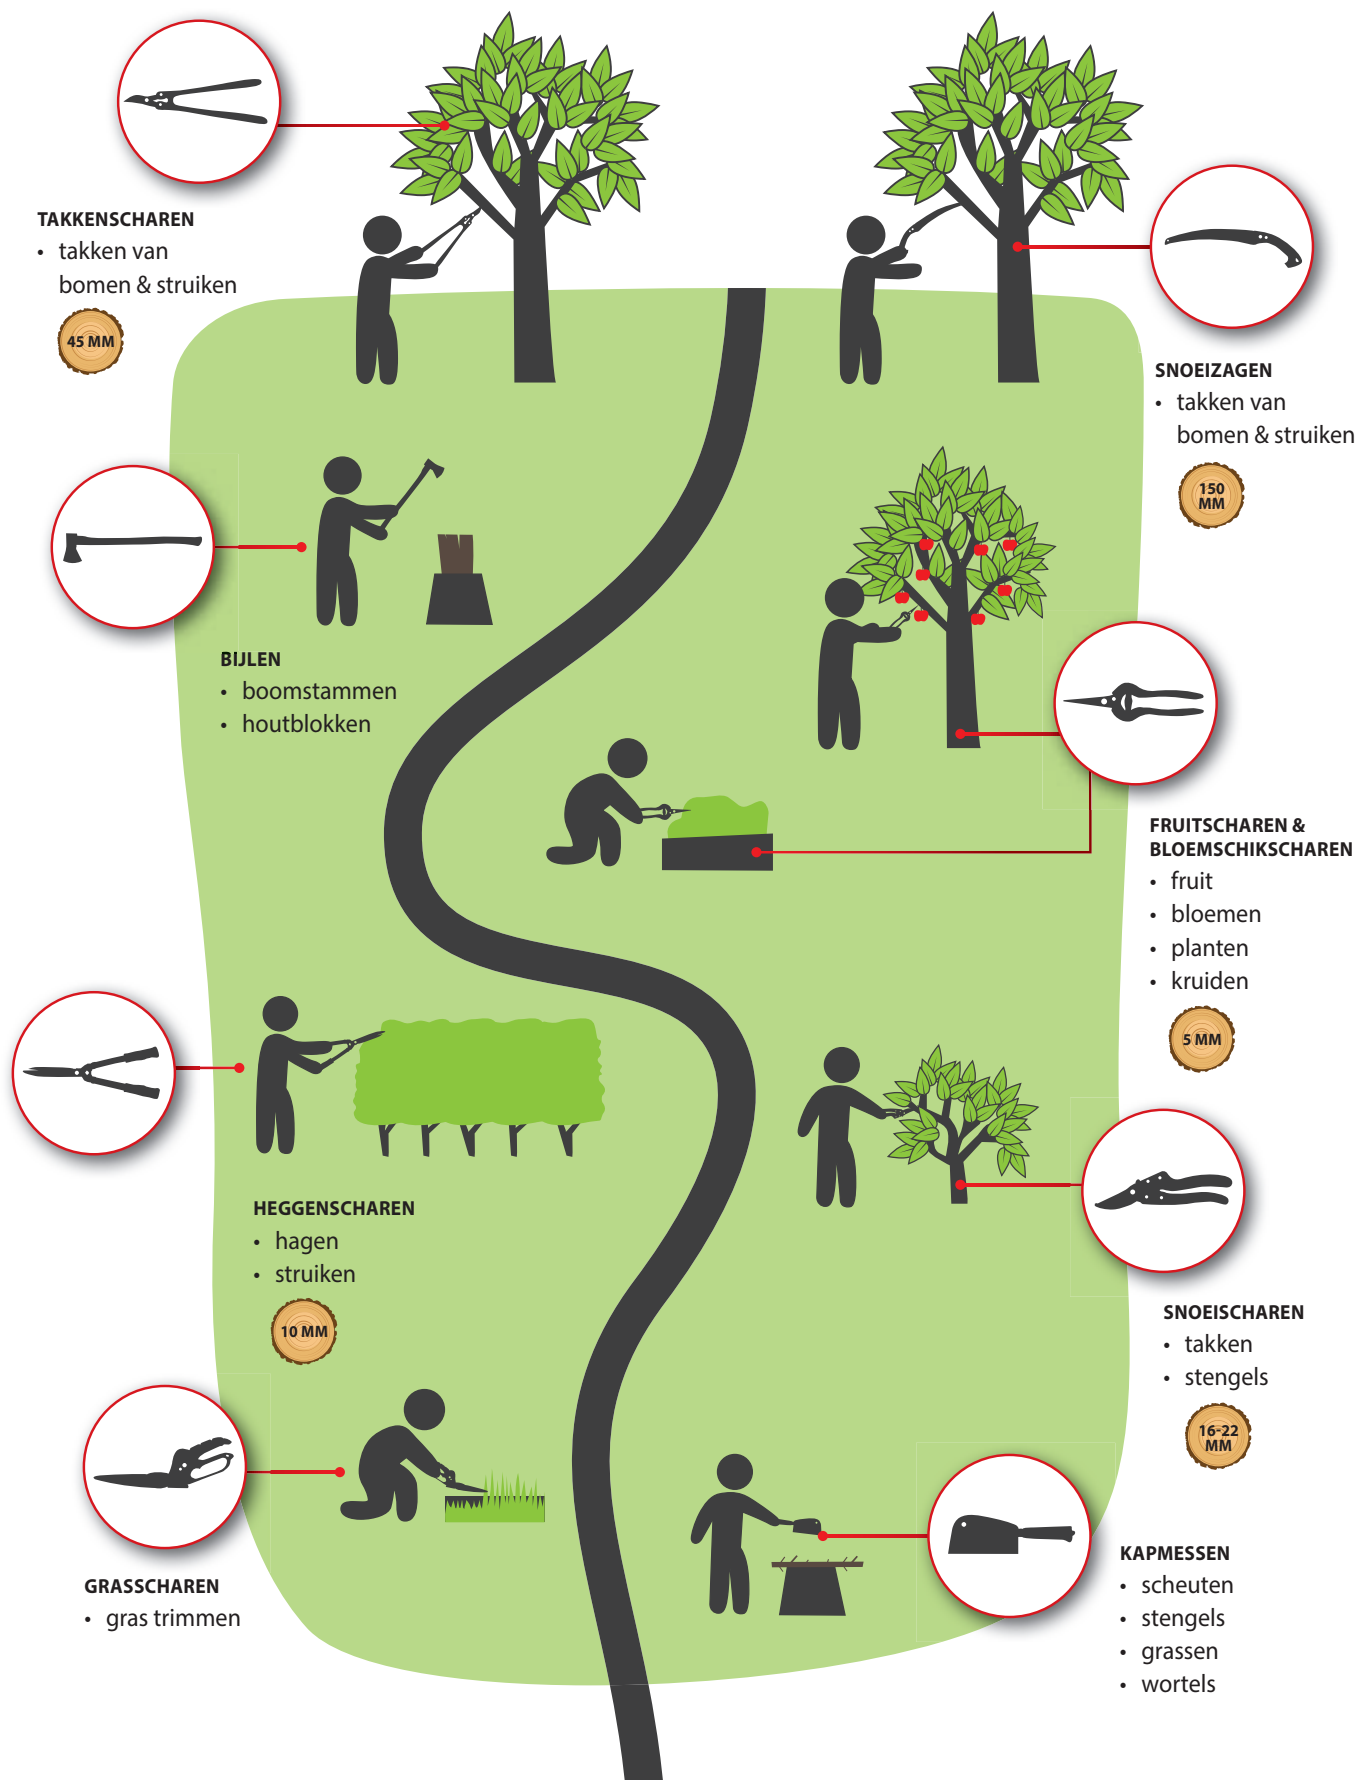 TAKKENSCHAREN
• takken van
bomen & struiken
45 MM
SNOEIZAGEN
• takken van
bomen & struiken
150
MM
BIJLEN
• boomstammen
• houtblokken
FRUITSCHAREN &
BLOEMSCHIKSCHAREN
• fruit
• bloemen
• planten
• kruiden
5 MM
HEGGENSCHAREN
• hagen
• struiken
10 MM
SNOEISCHAREN
• takken
• stengels
16-22
MM
GRASSCHAREN
• gras trimmen
KAPMESSEN
• scheuten
• stengels
• grassen
• wortels